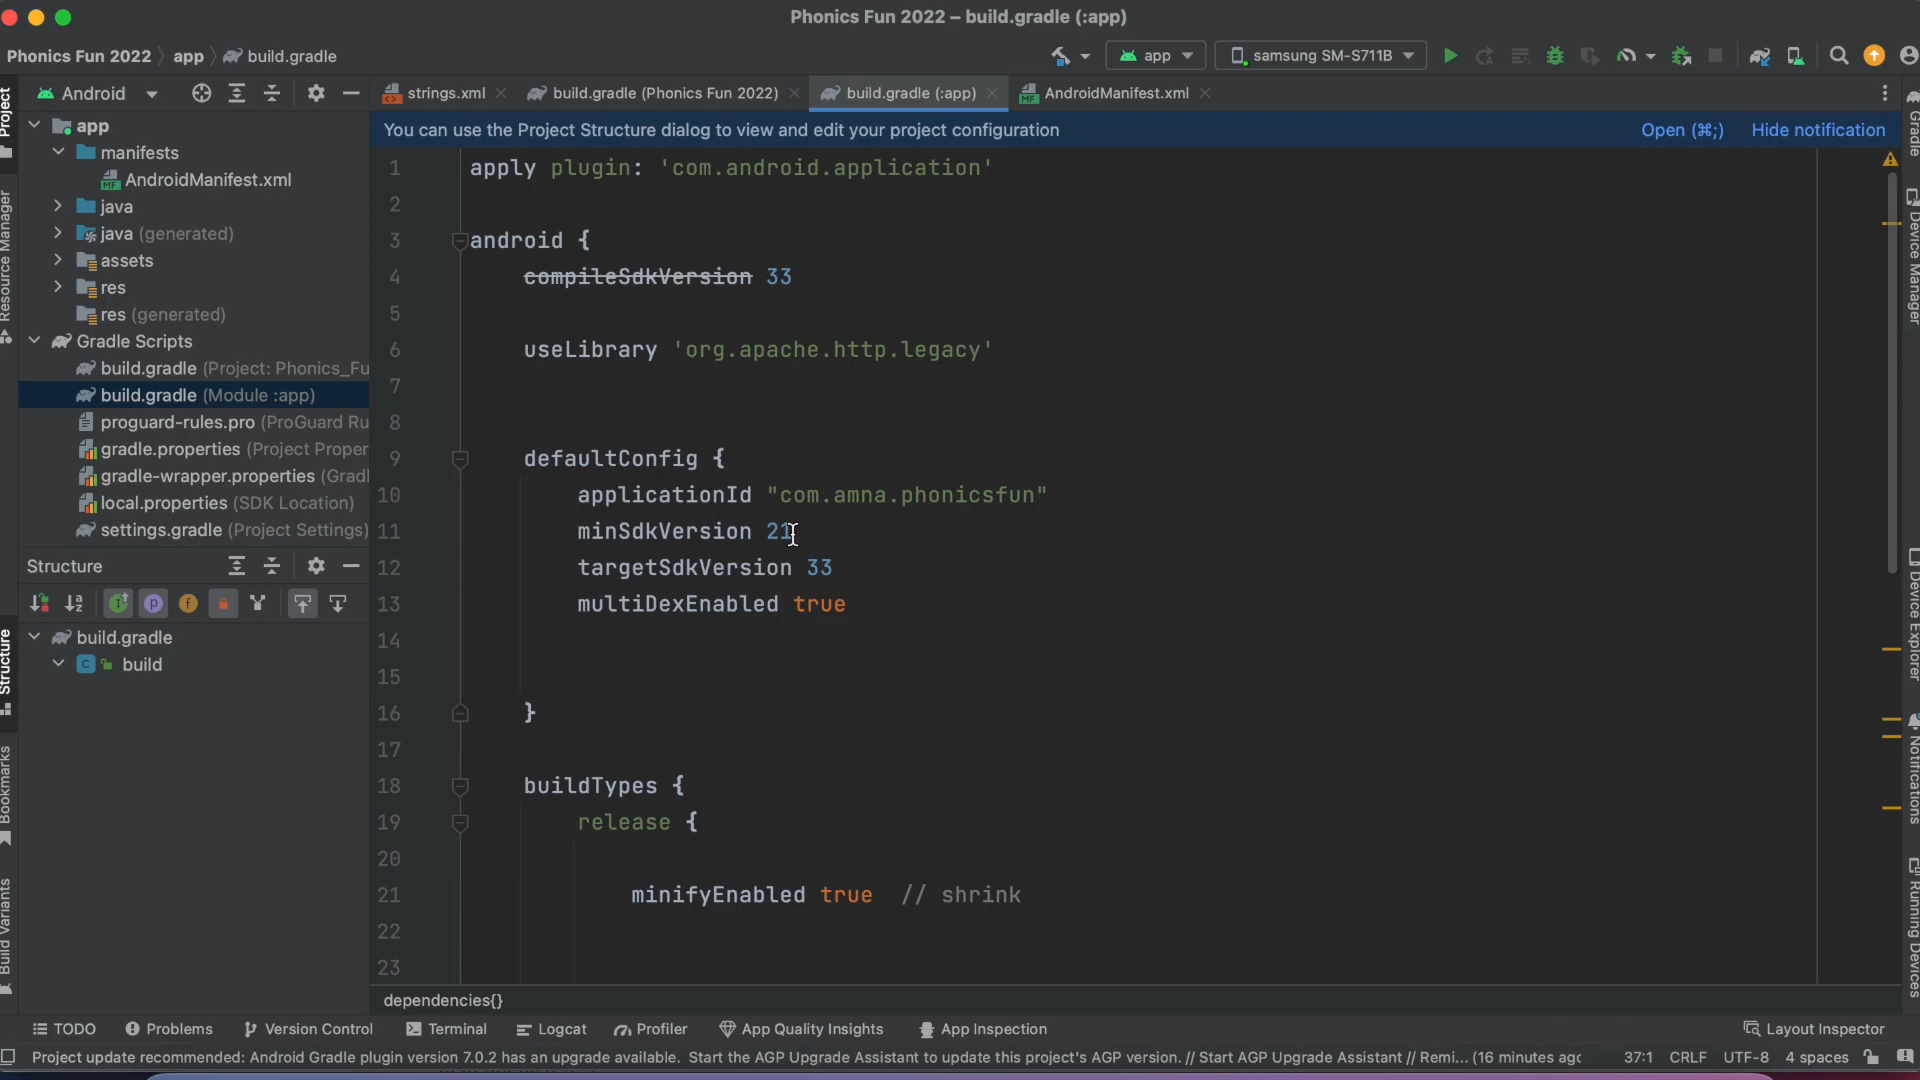 Phonics Fun 2022 – build.gradle (:app)
Phonics Fun 2022 app build.gradle app samsung SM-S711B
Android strings.xml build.gradle (Phonics Fun 2022) build.gradle (:app) AndroidManifest.xml
You can use the Project Structure dialog to view and edit your project configuration Open (⌘;) Hide notification
Project
Resource Manager
Structure
Bookmarks
Build Variants
app
manifests
AndroidManifest.xml
java
java (generated)
assets
res
res (generated)
Gradle Scripts
build.gradle (Project: Phonics_Fu
build.gradle (Module :app)
proguard-rules.pro (ProGuard Ru
gradle.properties (Project Proper
gradle-wrapper.properties (Grad
local.properties (SDK Location)
settings.gradle (Project Settings)
Structure
build.gradle
build
1 apply plugin: 'com.android.application'
2
3 android {
4 compileSdkVersion 33
5
6 useLibrary 'org.apache.http.legacy'
7
8
9 defaultConfig {
10 applicationId "com.amna.phonicsfun"
11 minSdkVersion 21
12 targetSdkVersion 33
13 multiDexEnabled true
14
15
16 }
17
18 buildTypes {
19 release {
20
21 minifyEnabled true // shrink
22
23
dependencies{}
Gradle
Device Manager
Device Explorer
Notifications
Running Devices
TODO Problems Version Control Terminal Logcat Profiler App Quality Insights App Inspection Layout Inspector
Project update recommended: Android Gradle plugin version 7.0.2 has an upgrade available. Start the AGP Upgrade Assistant to update this project's AGP version. // Start AGP Upgrade Assistant // Remi... (16 minutes agc 37:1 CRLF UTF-8 4 spaces